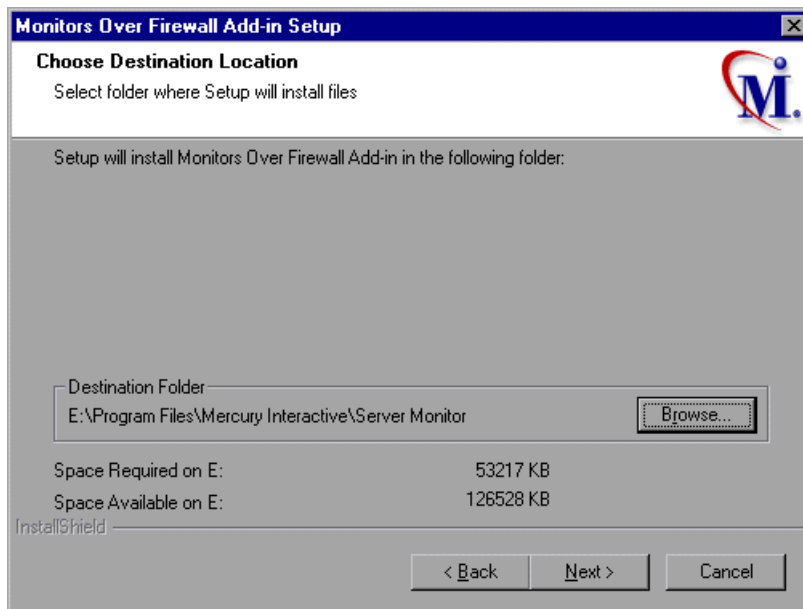 Monitors Over Firewall Add-in Setup
Choose Destination Location
Select folder where Setup will install files
M.
Setup will install Monitors Over Firewall Add-in in the following folder:
Destination Folder
E:\Program Files\Mercury Interactive\Server Monitor
Browse...
Space Required on E: 53217 KB
Space Available on E: 126528 KB
InstallShield
< Back Next > Cancel